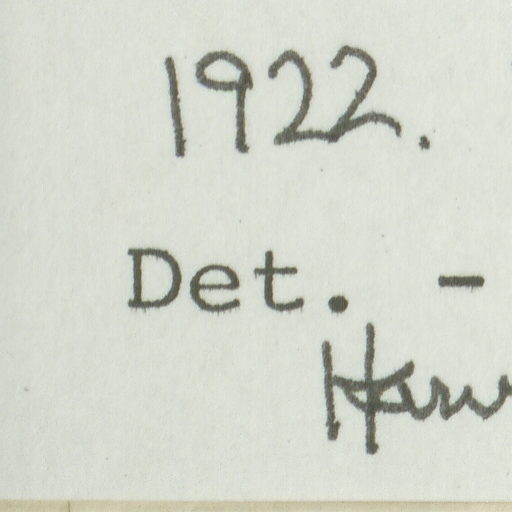 1922.
Det. -